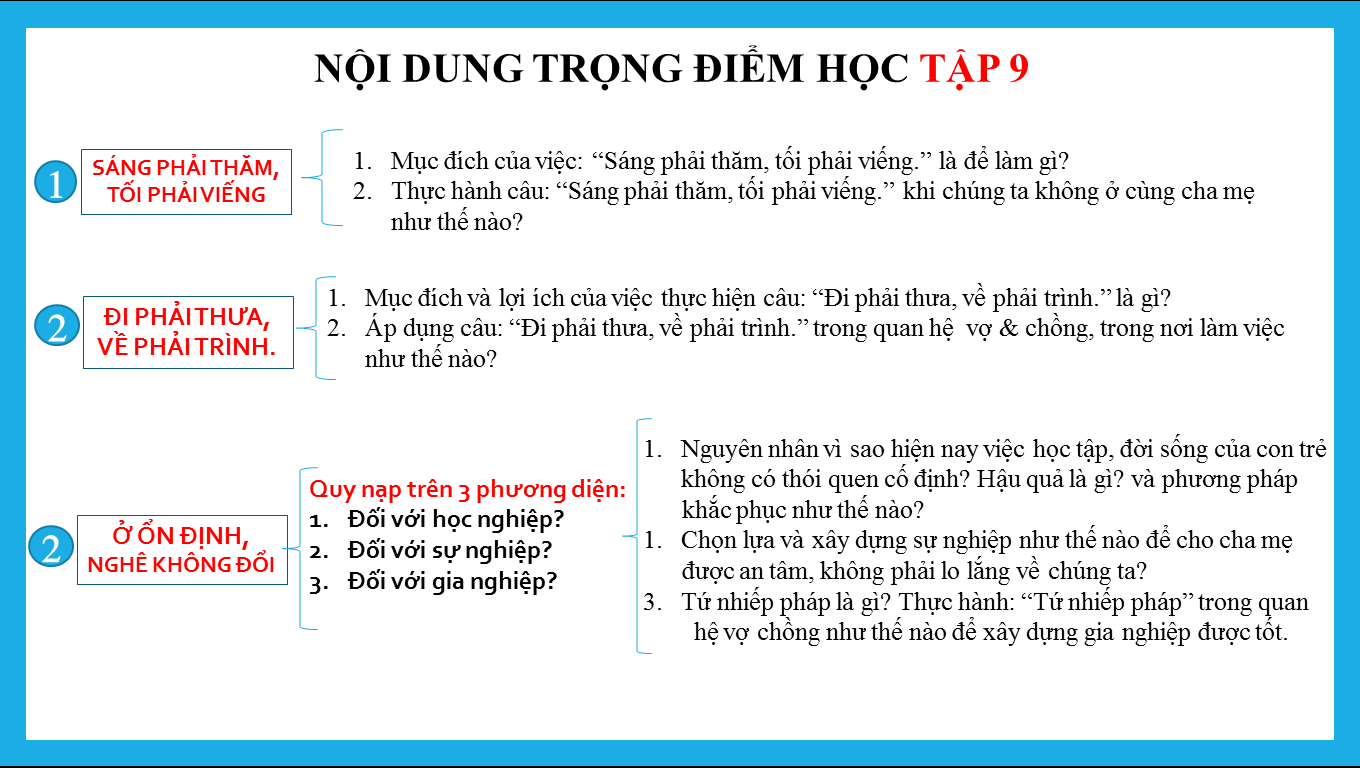 NỘI DUNG TRỌNG ĐIỂM HỌC TẬP 9
1
SÁNG PHẢI THĂM,
TỐI PHẢI VIẾNG
1. Mục đích của việc: “Sáng phải thăm, tối phải viếng.” là để làm gì?
2. Thực hành câu: “Sáng phải thăm, tối phải viếng.” khi chúng ta không ở cùng cha mẹ
như thế nào?
2
ĐI PHẢI THƯA,
VỀ PHẢI TRÌNH.
1. Mục đích và lợi ích của việc thực hiện câu: “Đi phải thưa, về phải trình.” là gì?
2. Áp dụng câu: “Đi phải thưa, về phải trình.” trong quan hệ vợ & chồng, trong nơi làm việc
như thế nào?
2
Ở ỔN ĐỊNH,
NGHÊ KHÔNG ĐỔI
Quy nạp trên 3 phương diện:
1. Đối với học nghiệp?
2. Đối với sự nghiệp?
3. Đối với gia nghiệp?
1. Nguyên nhân vì sao hiện nay việc học tập, đời sống của con trẻ
không có thói quen cố định? Hậu quả là gì? và phương pháp
khắc phục như thế nào?
1. Chọn lựa và xây dựng sự nghiệp như thế nào để cho cha mẹ
được an tâm, không phải lo lắng về chúng ta?
3. Tứ nhiếp pháp là gì? Thực hành: “Tứ nhiếp pháp” trong quan
hệ vợ chồng như thế nào để xây dựng gia nghiệp được tốt.